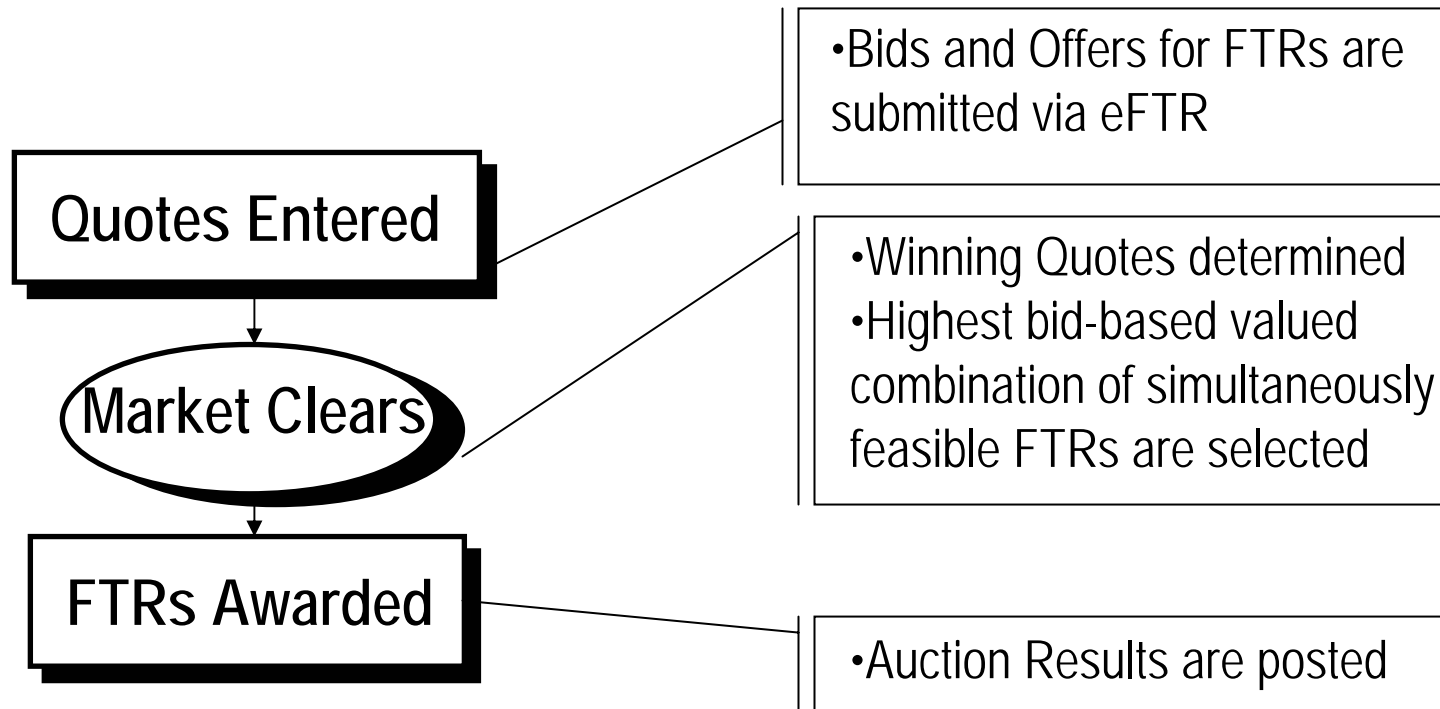 Quotes Entered
•Bids and Offers for FTRs are
submitted via eFTR
Market Clears
•Winning Quotes determined
•Highest bid-based valued
combination of simultaneously
feasible FTRs are selected
FTRs Awarded
•Auction Results are posted